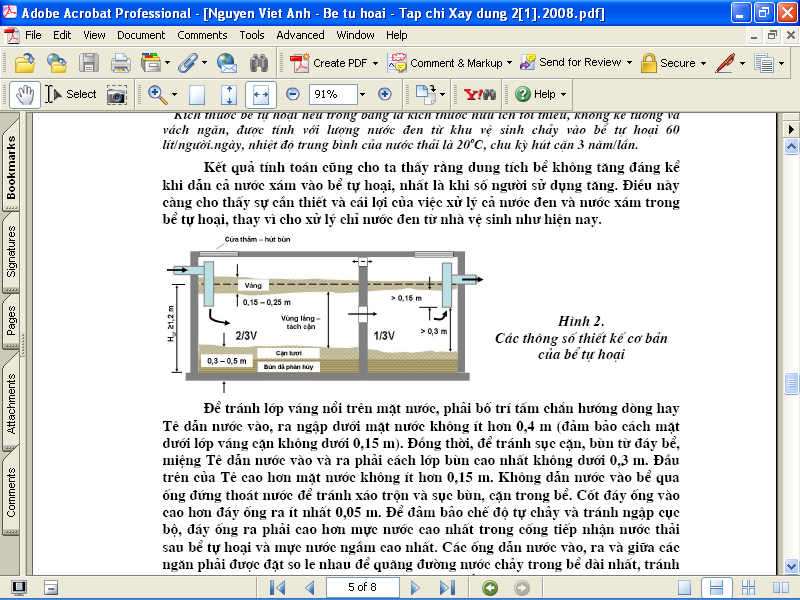 Adobe Acrobat Professional - [Nguyen Viet Anh - Be tu hoai - Tap chi Xay dung 2[1].2008.pdf]
File Edit View Document Comments Tools Advanced Window Help
Create PDF Comment & Markup Send for Review Secure
Select 91% Y! Help
Bookmarks
Signatures
Pages
Attachments
Comments
Kích thước bể tự hoại nêu trong bảng là kích thước hữu ích tối thiểu, không kể tường và
vách ngăn, được tính với lượng nước đen từ khu vệ sinh chảy vào bể tự hoại 60
lít/người.ngày, nhiệt độ trung bình của nước thải là 20°C, chu kỳ hút cặn 3 năm/lần.
Kết quả tính toán cũng cho ta thấy rằng dung tích bể không tăng đáng kể
khi dẫn cả nước xám vào bể tự hoại, nhất là khi số người sử dụng tăng. Điều này
càng cho thấy sự cần thiết và cái lợi của việc xử lý cả nước đen và nước xám trong
bể tự hoại, thay vì cho xử lý chỉ nước đen từ nhà vệ sinh như hiện nay.
Cửa thăm – hút bùn
Váng
0,15 – 0,25 m
> 0,15 m
Vùng lắng –
tách cặn
2/3V
1/3V
> 0,3 m
Hư ≥1,2 m
0,3 – 0,5 m
Cặn tươi
Bùn đã phân hủy
Hình 2.
Các thông số thiết kế cơ bản
của bể tự hoại
Để tránh lớp váng nổi trên mặt nước, phải bố trí tấm chắn hướng dòng hay
Tê dẫn nước vào, ra ngập dưới mặt nước không ít hơn 0,4 m (đảm bảo cách mặt
dưới lớp váng cặn không dưới 0,15 m). Đồng thời, để tránh sục cặn, bùn từ đáy bể,
miệng Tê dẫn nước vào và ra phải cách lớp bùn cao nhất không dưới 0,3 m. Đầu
trên của Tê cao hơn mặt nước không ít hơn 0,15 m. Không dẫn nước vào bể qua
ống đứng thoát nước để tránh xáo trộn và sục bùn, cặn trong bể. Cốt đáy ống vào
cao hơn đáy ống ra ít nhất 0,05 m. Để đảm bảo chế độ tự chảy và tránh ngập cục
bộ, đáy ống ra phải cao hơn mực nước cao nhất trong cống tiếp nhận nước thải
sau bể tự hoại và mực nước ngầm cao nhất. Các ống dẫn nước vào, ra và giữa các
ngăn phải được đặt so le nhau để quãng đường nước chảy trong bể dài nhất, tránh
5 of 8